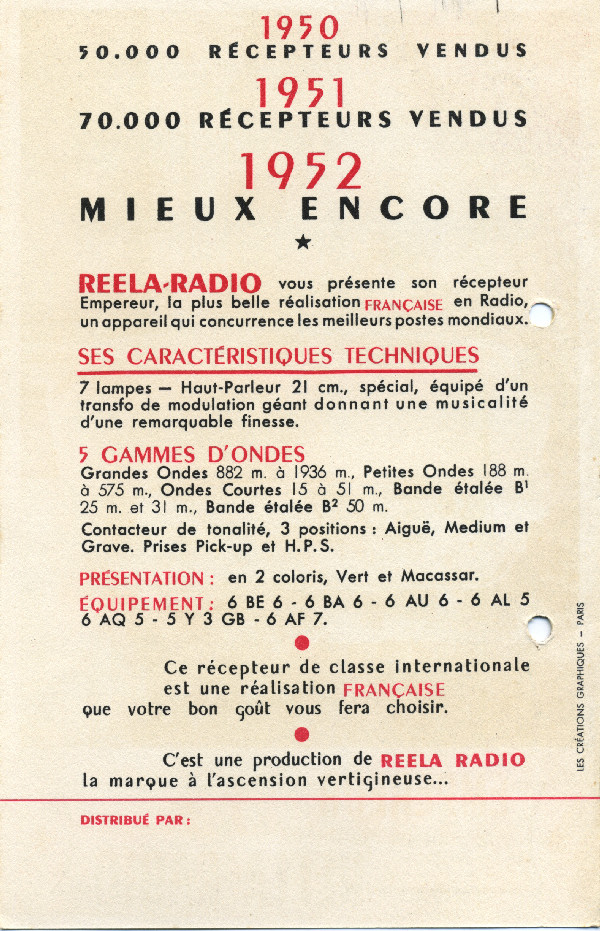 1950
50.000 RÉCEPTEURS VENDUS
1951
70.000 RÉCEPTEURS VENDUS
1952
MIEUX ENCORE
★
REELA-RADIO vous présente son récepteur
Empereur, la plus belle réalisation FRANÇAISE en Radio,
un appareil qui concurrence les meilleurs postes mondiaux.
SES CARACTÉRISTIQUES TECHNIQUES
7 lampes — Haut-Parleur 21 cm., spécial, équipé d'un
transfo de modulation géant donnant une musicalité
d'une remarquable finesse.
5 GAMMES D'ONDES
Grandes Ondes 882 m. à 1936 m., Petites Ondes 188 m.
à 575 m., Ondes Courtes 15 à 51 m., Bande étalée B¹
25 m. et 31 m., Bande étalée B² 50 m.
Contacteur de tonalité, 3 positions : Aiguë, Medium et
Grave. Prises Pick-up et H.P.S.
PRÉSENTATION : en 2 coloris, Vert et Macassar.
ÉQUIPEMENT : 6 BE 6 - 6 BA 6 - 6 AU 6 - 6 AL 5
6 AQ 5 - 5 Y 3 GB - 6 AF 7.
Ce récepteur de classe internationale
est une réalisation FRANÇAISE
que votre bon goût vous fera choisir.
C'est une production de REELA RADIO
la marque à l'ascension vertigineuse...
DISTRIBUÉ PAR :
LES CRÉATIONS GRAPHIQUES — PARIS